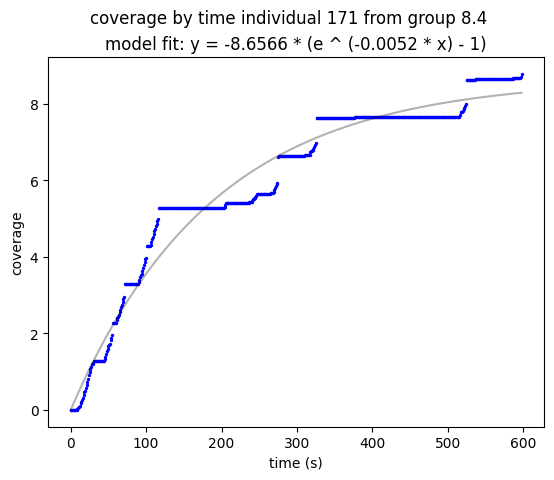 coverage by time individual 171 from group 8.4
model fit: y = -8.6566 * (e ^ (-0.0052 * x) - 1)
8
6
4
2
0
coverage
0 100 200 300 400 500 600
time (s)